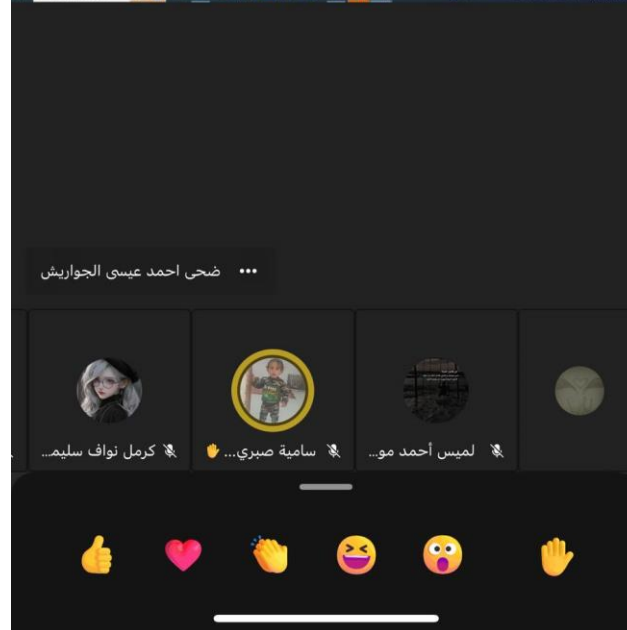 ضحى احمد عيسى الجواريش
كرمل نواف سليم...
سامية صبري...
لميس أحمد مو...